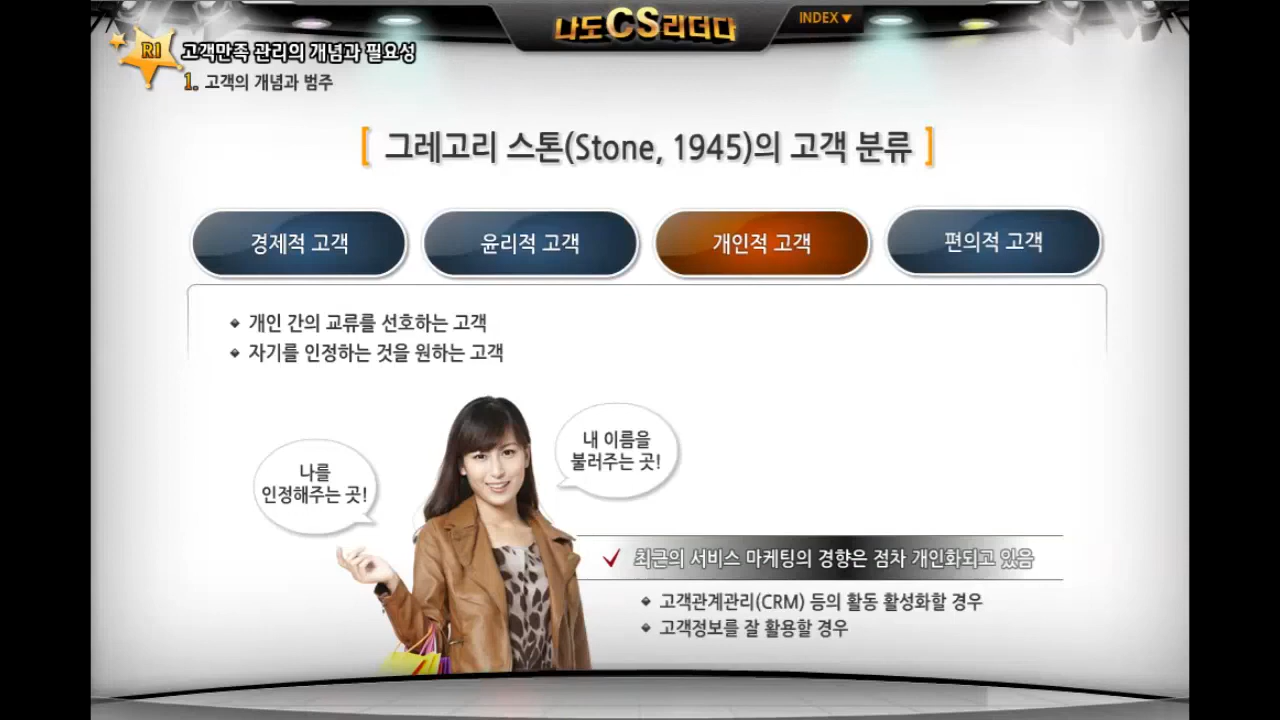 나도CS리더다
INDEX▼
R1
고객만족 관리의 개념과 필요성
1. 고객의 개념과 범주
[ 그레고리 스톤(Stone, 1945)의 고객 분류 ]
경제적 고객
윤리적 고객
개인적 고객
편의적 고객
◆ 개인 간의 교류를 선호하는 고객
◆ 자기를 인정하는 것을 원하는 고객
나를
인정해주는 곳!
내 이름을
불러주는 곳!
✓ 최근의 서비스 마케팅의 경향은 점차 개인화되고 있음
◆ 고객관계관리(CRM) 등의 활동 활성화할 경우
◆ 고객정보를 잘 활용할 경우